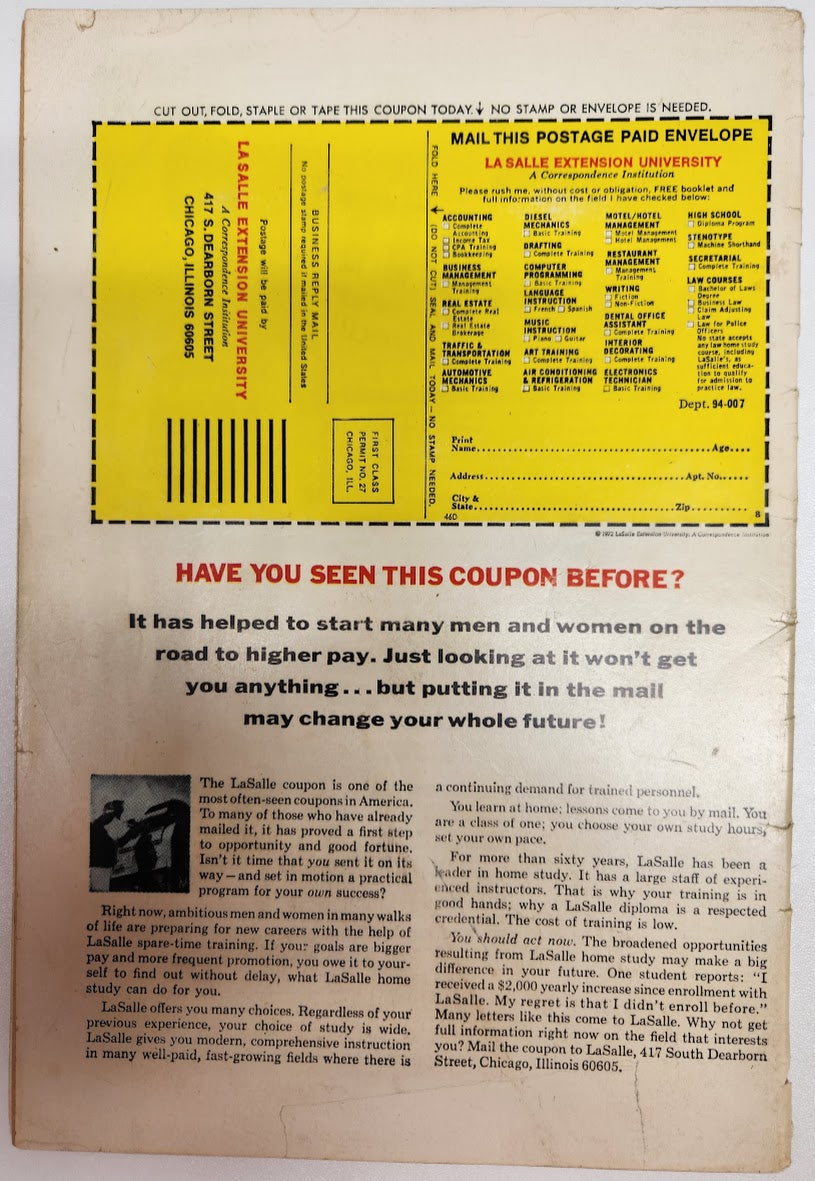 CUT OUT, FOLD, STAPLE OR TAPE THIS COUPON TODAY.↓ NO STAMP OR ENVELOPE IS NEEDED.
No postage stamp required if mailed in the United States
BUSINESS REPLY MAIL
Postage will be paid by
LA SALLE EXTENSION UNIVERSITY
A Correspondence Institution
417 S. DEARBORN STREET
CHICAGO, ILLINOIS 60605
FIRST CLASS
PERMIT NO. 27
CHICAGO, ILL.
FOLD HERE → (DO NOT CUT) SEAL AND MAIL TODAY — NO STAMP NEEDED.
MAIL THIS POSTAGE PAID ENVELOPE
LA SALLE EXTENSION UNIVERSITY
A Correspondence Institution
Please rush me, without cost or obligation, FREE booklet and
full information on the field I have checked below:
ACCOUNTING
☐ Complete
Accounting
☐ Income Tax
☐ CPA Training
☐ Bookkeeping
BUSINESS
MANAGEMENT
☐ Management
Training
REAL ESTATE
☐ Complete Real
Estate
☐ Real Estate
Brokerage
TRAFFIC &
TRANSPORTATION
☐ Complete Training
AUTOMOTIVE
MECHANICS
☐ Basic Training
DIESEL
MECHANICS
☐ Basic Training
DRAFTING
☐ Complete Training
COMPUTER
PROGRAMMING
☐ Basic Training
LANGUAGE
INSTRUCTION
☐ French ☐ Spanish
MUSIC
INSTRUCTION
☐ Piano ☐ Guitar
ART TRAINING
☐ Complete Training
AIR CONDITIONING
& REFRIGERATION
☐ Basic Training
MOTEL/HOTEL
MANAGEMENT
☐ Motel Management
☐ Hotel Management
RESTAURANT
MANAGEMENT
☐ Management
Training
WRITING
☐ Fiction
☐ Non-Fiction
DENTAL OFFICE
ASSISTANT
☐ Complete Training
INTERIOR
DECORATING
☐ Complete Training
ELECTRONICS
TECHNICIAN
☐ Basic Training
HIGH SCHOOL
☐ Diploma Program
STENOTYPE
☐ Machine Shorthand
SECRETARIAL
☐ Complete Training
LAW COURSES
☐ Bachelor of Laws
Degree
☐ Business Law
☐ Claim Adjusting
Law
☐ Law for Police
Officers
No state accepts
any law home study
course, including
LaSalle's, as
sufficient educa-
tion to qualify
for admission to
practice law.
Dept. 94-007
Print
Name..........Age....
Address..........Apt. No......
City &
State..........Zip..........
46D 8
© 1972 LaSalle Extension University, A Correspondence Institution
HAVE YOU SEEN THIS COUPON BEFORE?
It has helped to start many men and women on the
road to higher pay. Just looking at it won't get
you anything...but putting it in the mail
may change your whole future!
The LaSalle coupon is one of the
most often-seen coupons in America.
To many of those who have already
mailed it, it has proved a first step
to opportunity and good fortune.
Isn't it time that you sent it on its
way—and set in motion a practical
program for your own success?
Right now, ambitious men and women in many walks
of life are preparing for new careers with the help of
LaSalle spare-time training. If your goals are bigger
pay and more frequent promotion, you owe it to your-
self to find out without delay, what LaSalle home
study can do for you.
LaSalle offers you many choices. Regardless of your
previous experience, your choice of study is wide.
LaSalle gives you modern, comprehensive instruction
in many well-paid, fast-growing fields where there is
a continuing demand for trained personnel.
You learn at home; lessons come to you by mail. You
are a class of one; you choose your own study hours,
set your own pace.
For more than sixty years, LaSalle has been a
leader in home study. It has a large staff of experi-
enced instructors. That is why your training is in
good hands; why a LaSalle diploma is a respected
credential. The cost of training is low.
You should act now. The broadened opportunities
resulting from LaSalle home study may make a big
difference in your future. One student reports: "I
received a $2,000 yearly increase since enrollment with
LaSalle. My regret is that I didn't enroll before."
Many letters like this come to LaSalle. Why not get
full information right now on the field that interests
you? Mail the coupon to LaSalle, 417 South Dearborn
Street, Chicago, Illinois 60605.